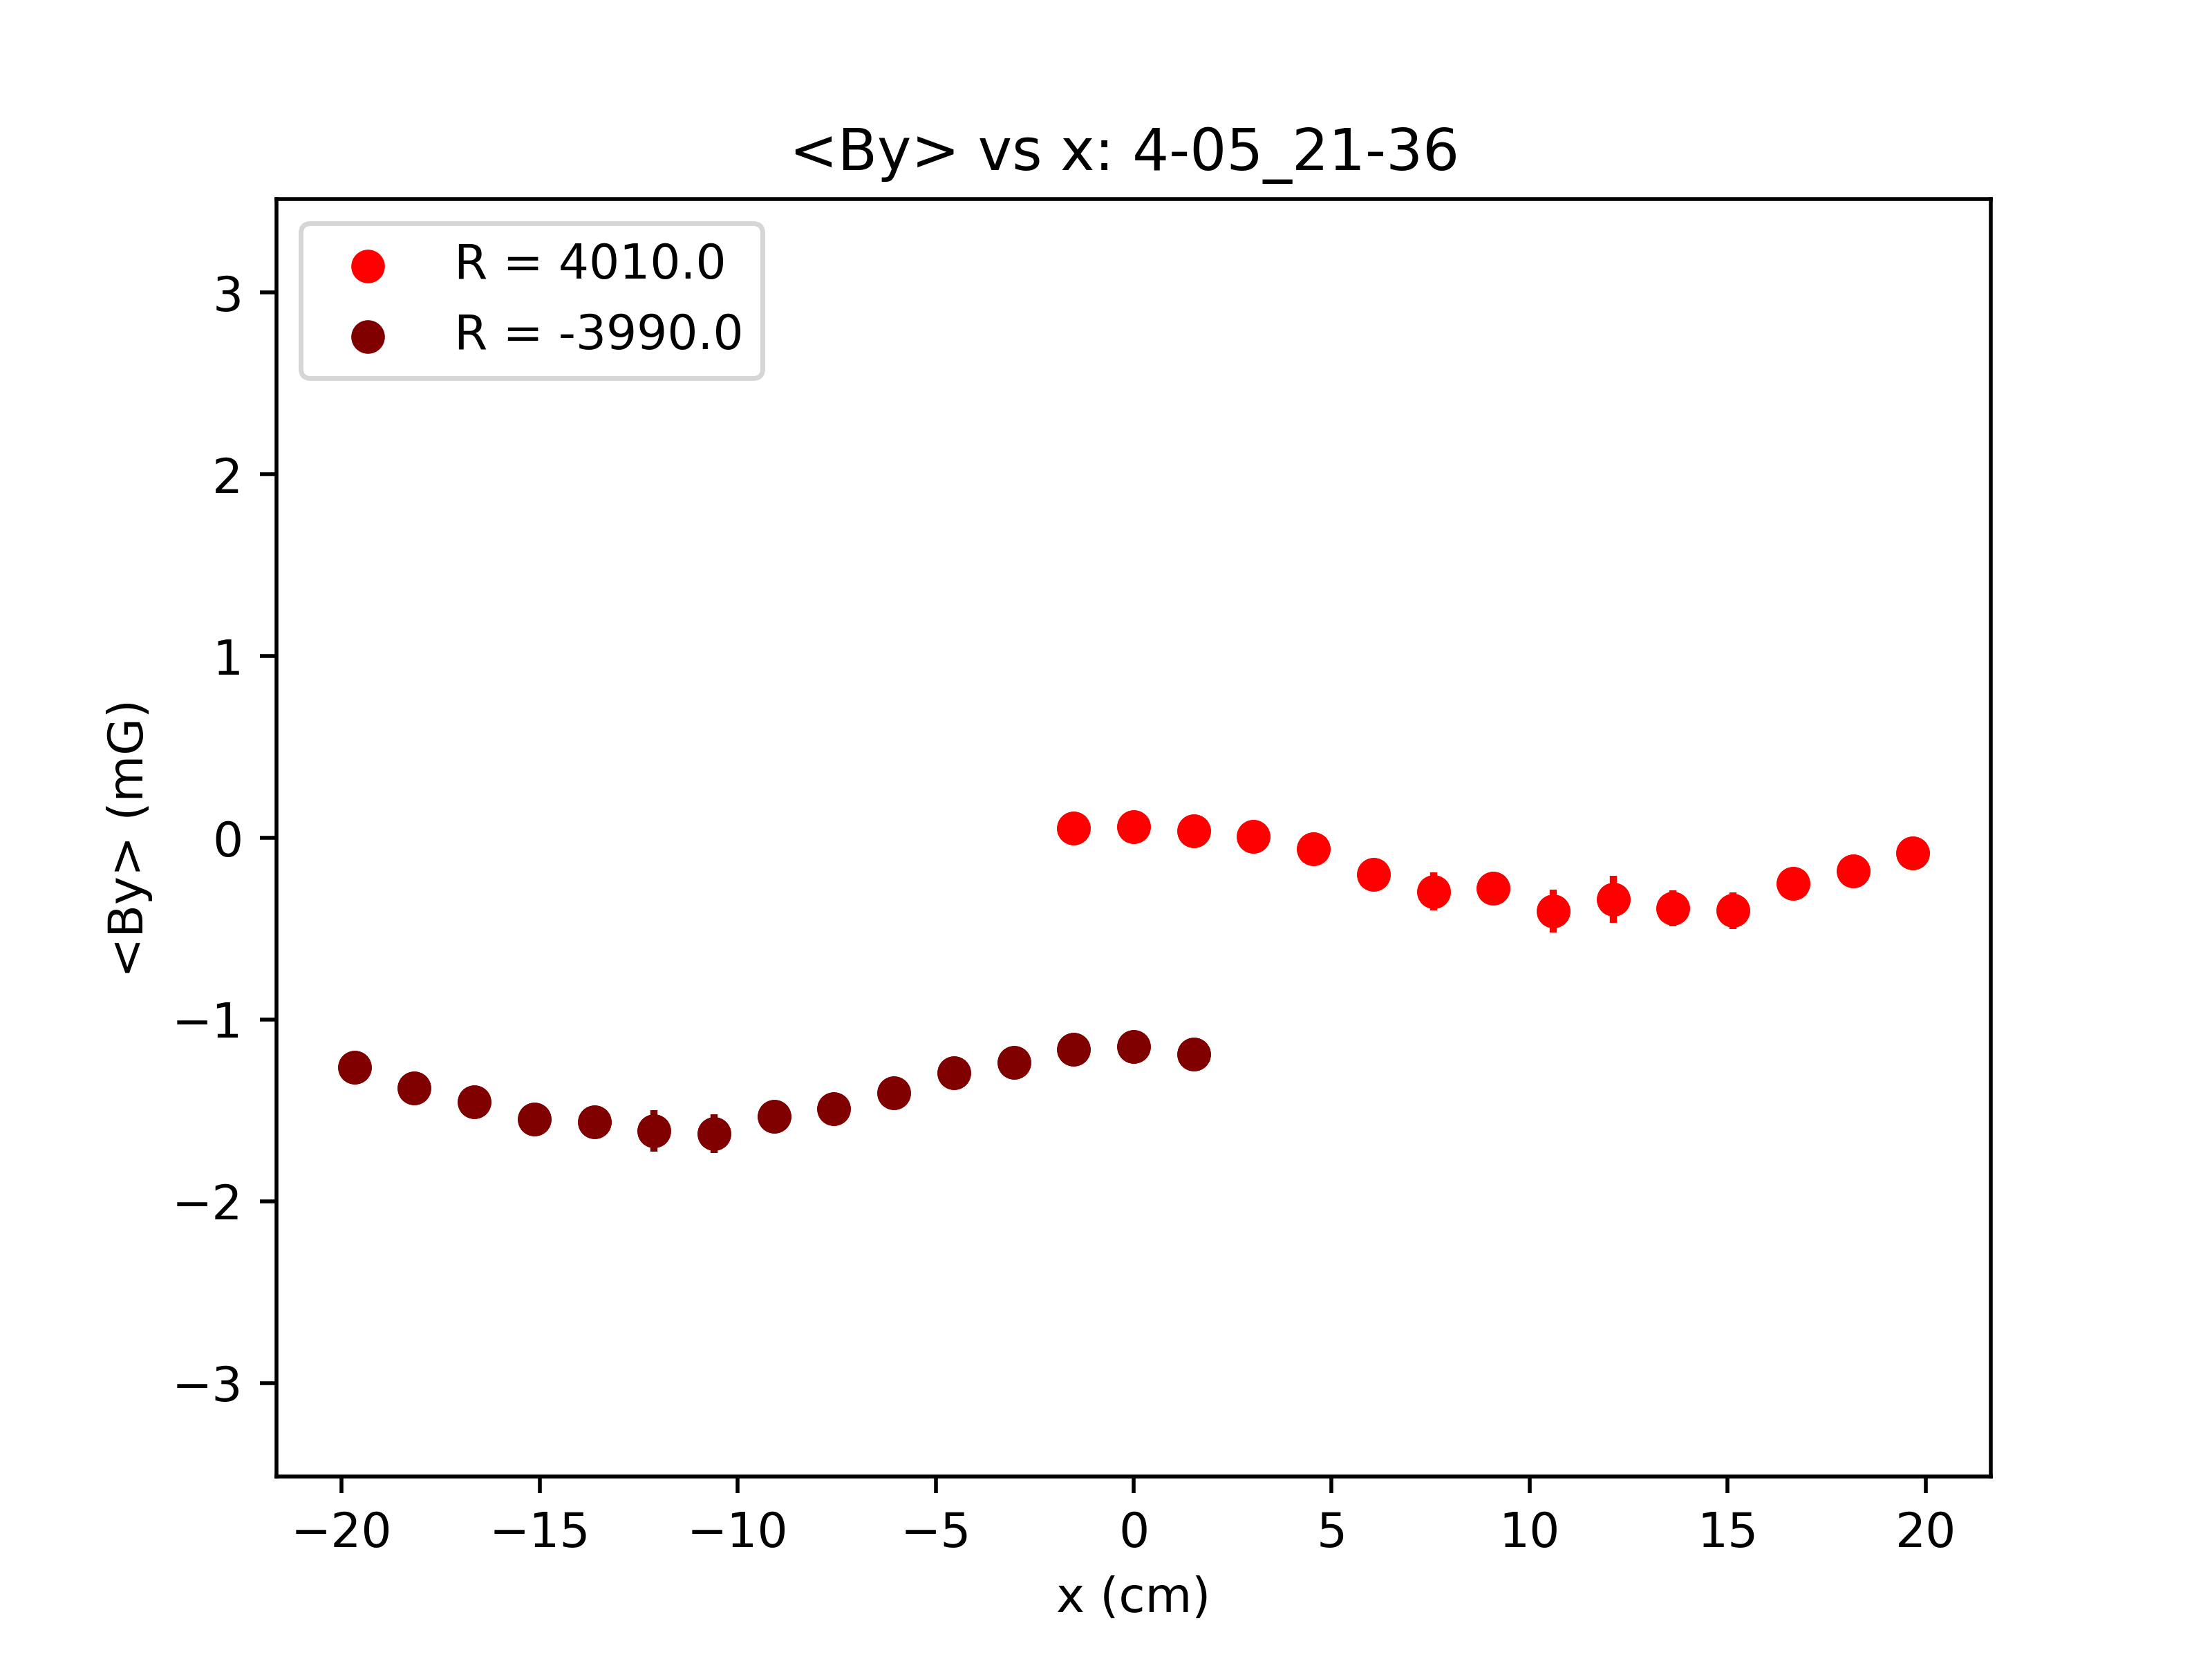 <By> vs x: 4-05_21-36
R = 4010.0
R = -3990.0
3
2
1
0
−1
−2
−3
<By> (mG)
−20 −15 −10 −5 0 5 10 15 20
x (cm)